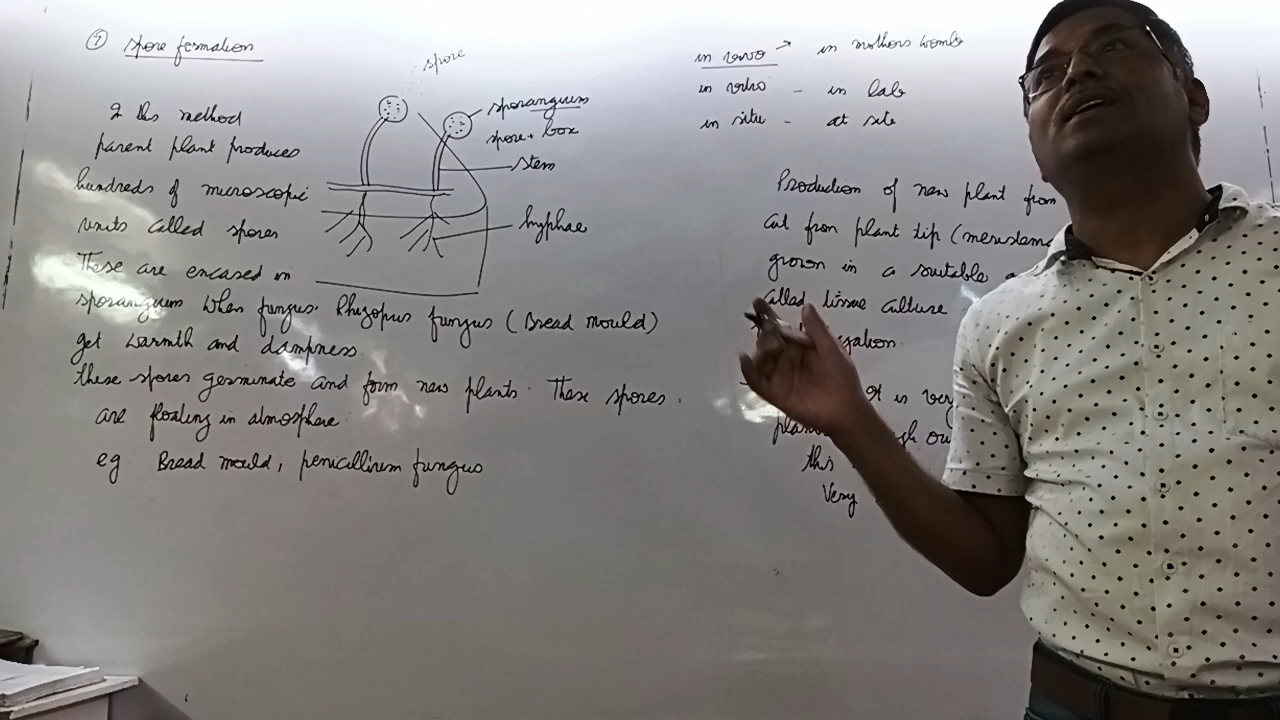 7 spore formation
spore
In this method
parent plant produces
hundreds of microscopic
units called spores
These are encased in
sporangium when fungus. Rhizopus fungus (Bread mould)
get warmth and dampness
these spores germinate and form new plants. These spores.
are floating in atmosphere
eg Bread mould, penicillium fungus
sporangium
spore + box
stem
hyphae
in vivo → in mothers womb
in vitro - in lab
in situ - at site
Production of new plant from
cut from plant tip (meristem
grown in a suitable
called tissue culture
It is very
this
Very